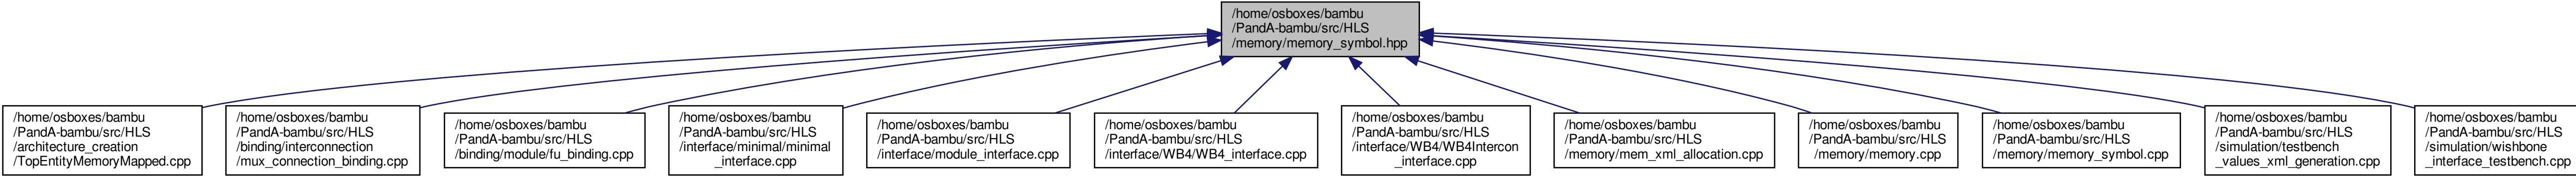 /home/osboxes/bambu
/PandA-bambu/src/HLS
/memory/memory_symbol.hpp
/home/osboxes/bambu
/PandA-bambu/src/HLS
/architecture_creation
/TopEntityMemoryMapped.cpp
/home/osboxes/bambu
/PandA-bambu/src/HLS
/binding/interconnection
/mux_connection_binding.cpp
/home/osboxes/bambu
/PandA-bambu/src/HLS
/binding/module/fu_binding.cpp
/home/osboxes/bambu
/PandA-bambu/src/HLS
/interface/minimal/minimal
_interface.cpp
/home/osboxes/bambu
/PandA-bambu/src/HLS
/interface/module_interface.cpp
/home/osboxes/bambu
/PandA-bambu/src/HLS
/interface/WB4/WB4_interface.cpp
/home/osboxes/bambu
/PandA-bambu/src/HLS
/interface/WB4/WB4Intercon
_interface.cpp
/home/osboxes/bambu
/PandA-bambu/src/HLS
/memory/mem_xml_allocation.cpp
/home/osboxes/bambu
/PandA-bambu/src/HLS
/memory/memory.cpp
/home/osboxes/bambu
/PandA-bambu/src/HLS
/memory/memory_symbol.cpp
/home/osboxes/bambu
/PandA-bambu/src/HLS
/simulation/testbench
_values_xml_generation.cpp
/home/osboxes/bambu
/PandA-bambu/src/HLS
/simulation/wishbone
_interface_testbench.cpp